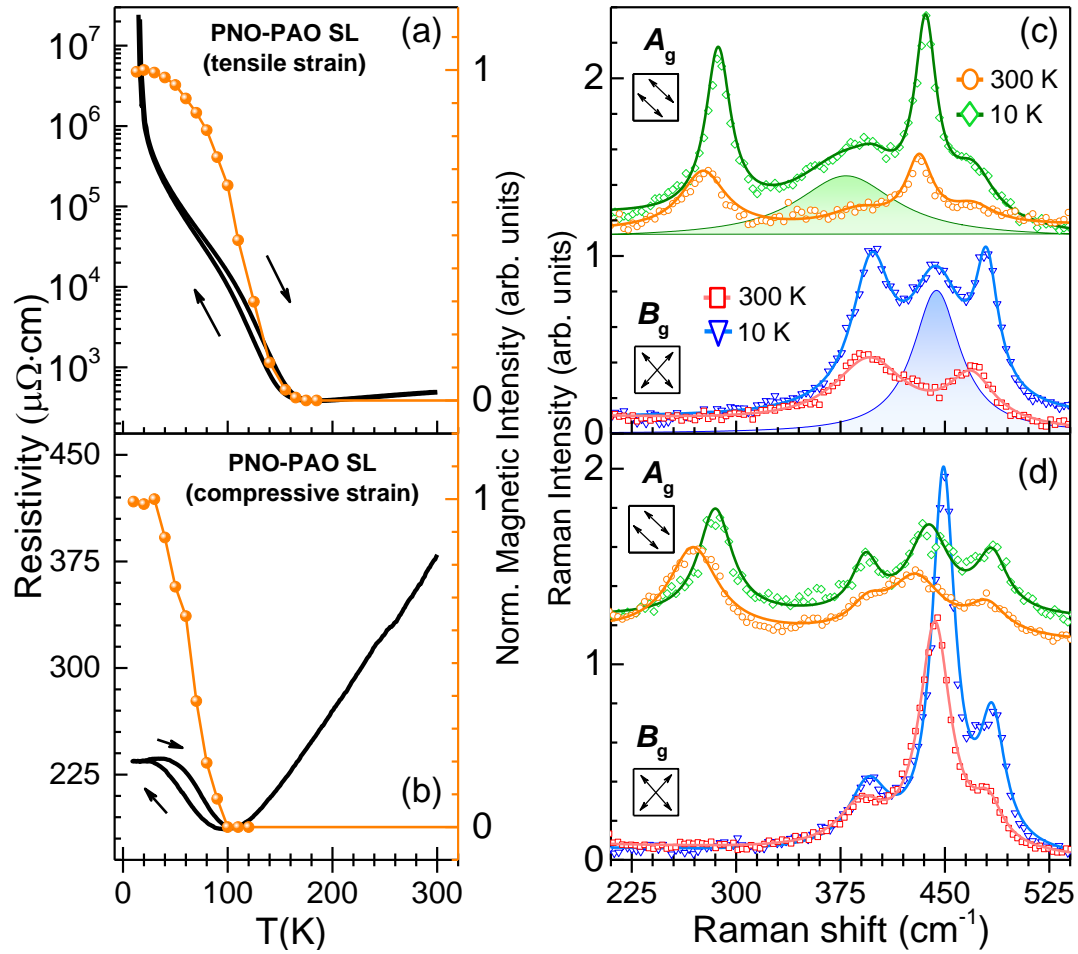 PNO-PAO SL
(tensile strain)
(a)
10^7
10^6
10^5
10^4
10^3
1
0
PNO-PAO SL
(compressive strain)
(b)
450
375
300
225
1
0
0
100
200
300
T(K)
Resistivity (μΩ·cm)
Norm. Magnetic Intensity (arb. units)
A_g
(c)
300 K
10 K
2
1
B_g
300 K
10 K
0
A_g
(d)
2
1
B_g
0
225
300
375
450
525
Raman shift (cm^-1)
Raman Intensity (arb. units)